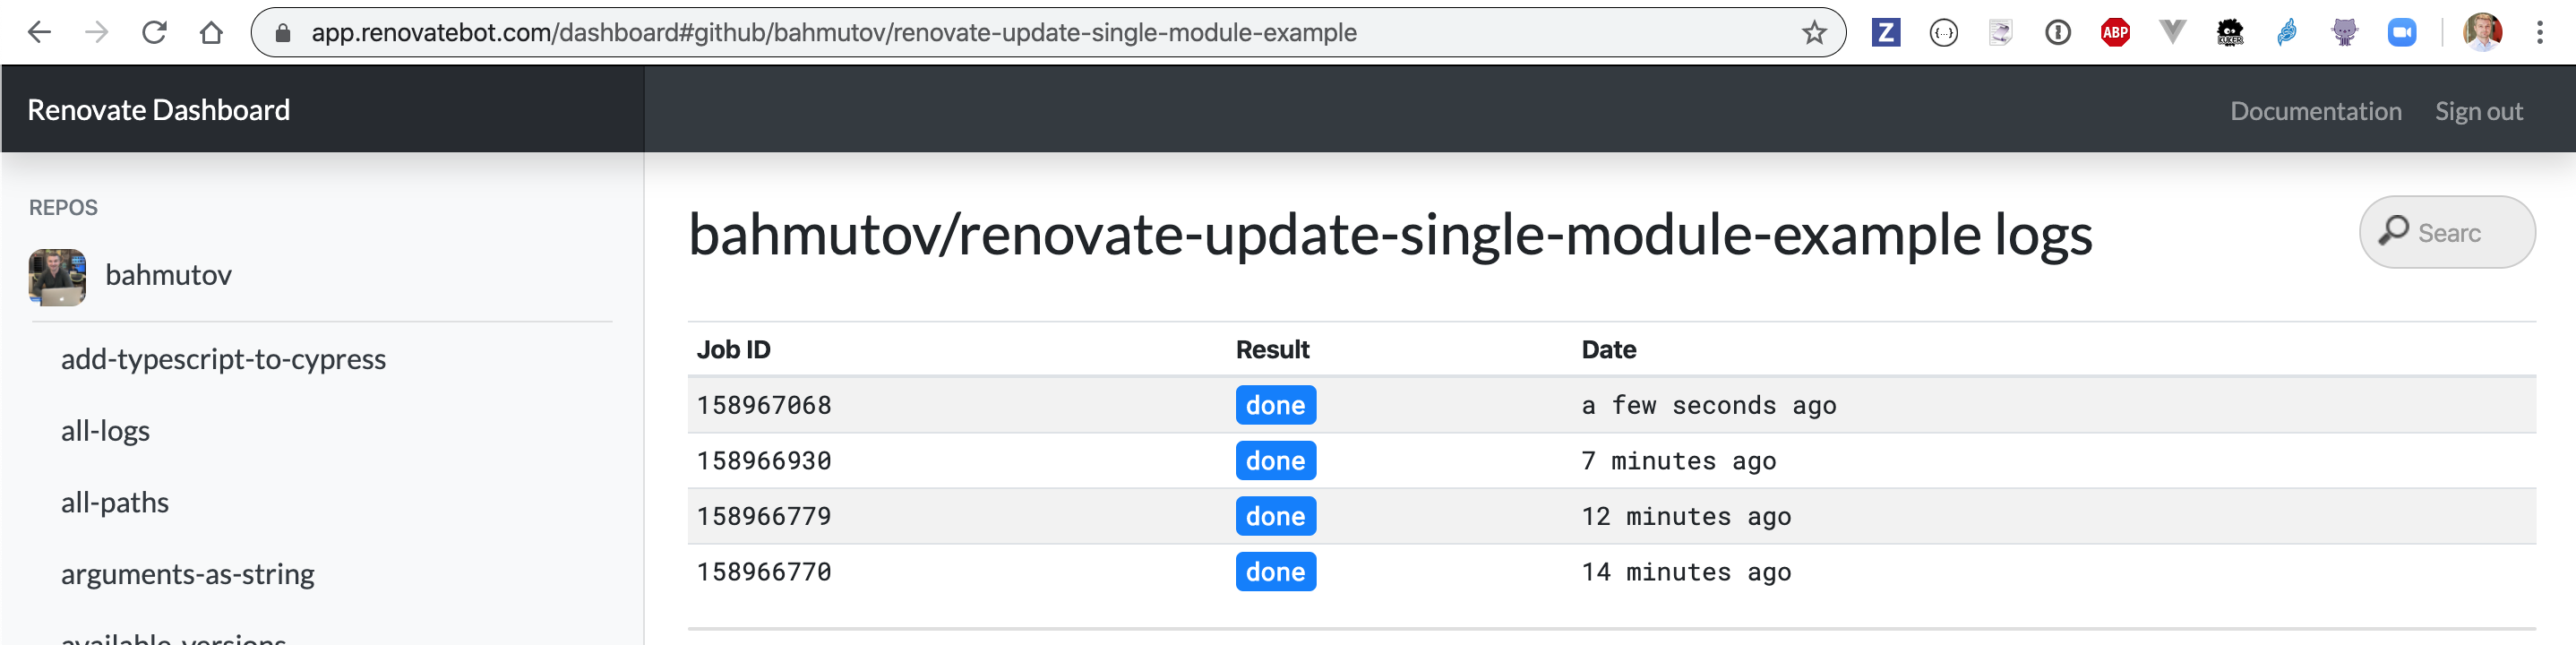 app.renovatebot.com/dashboard#github/bahmutov/renovate-update-single-module-example
Z
{...}
ABP
Renovate Dashboard
Documentation
Sign out
REPOS
bahmutov
add-typescript-to-cypress
all-logs
all-paths
arguments-as-string
available-versions
bahmutov/renovate-update-single-module-example logs
Searc
Job ID Result Date
158967068 done a few seconds ago
158966930 done 7 minutes ago
158966779 done 12 minutes ago
158966770 done 14 minutes ago